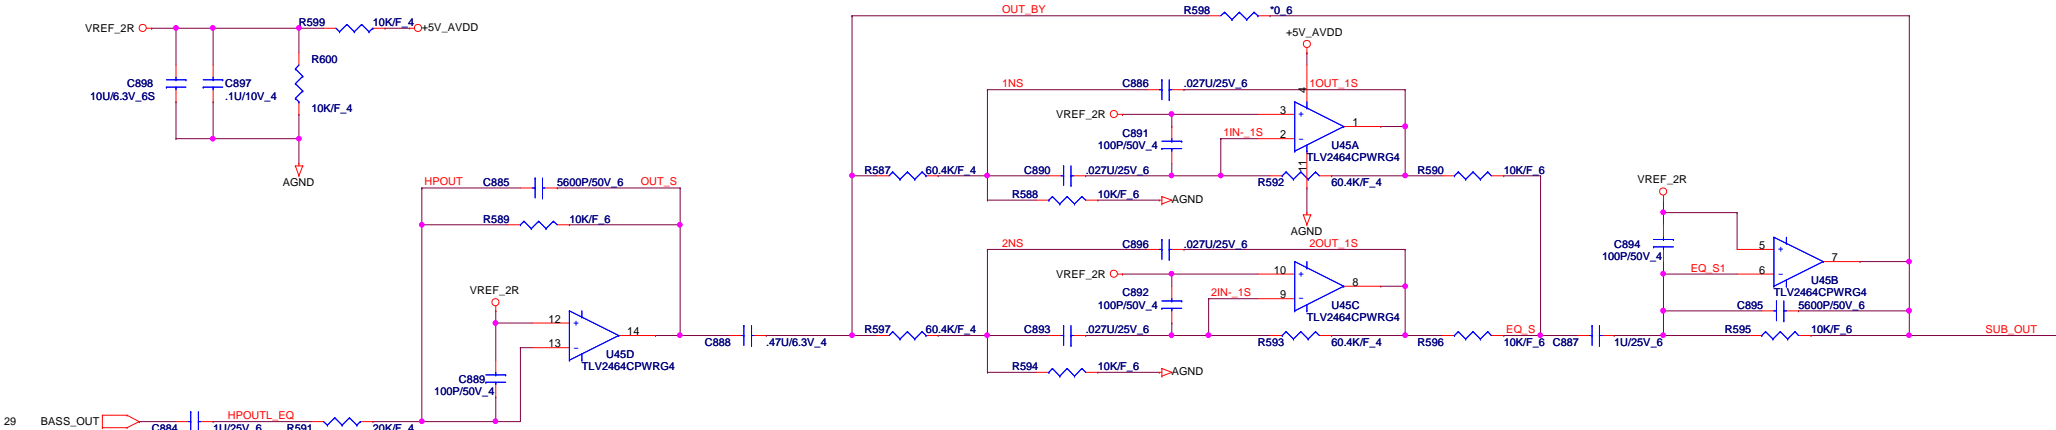 OUT_BY R598 *0_6
R599 10K/F_4
VREF_2R +5V_AVDD
+5V_AVDD
R600
C898 C897 1NS C886 .027U/25V_6 1OUT_1S
10U/6.3V_6S .1U/10V_4
10K/F_4
4
VREF_2R 3
+ 1
C891 1IN-_1S 2
-
100P/50V_4 U45A
TLV2464CPWRG4
11
R587 60.4K/F_4 C890 .027U/25V_6 R592 60.4K/F_4 R590 10K/F_6
AGND HPOUT C885 5600P/50V_6 OUT_S VREF_2R
R588 10K/F_6 AGND
R589 10K/F_6
AGND
2NS C896 .027U/25V_6 2OUT_1S C894 5
+ 7
100P/50V_4
EQ_S1 6
-
VREF_2R 10
+ 8
U45B
VREF_2R C892 2IN-_1S 9
-
TLV2464CPWRG4
100P/50V_4 U45C C895 5600P/50V_6
TLV2464CPWRG4
12
+ 14
R597 60.4K/F_4 C893 .027U/25V_6 R593 60.4K/F_4 R596 EQ_S 10K/F_6 C887 1U/25V_6 R595 10K/F_6 SUB_OUT
13
-
C888 .47U/6.3V_4
U45D
TLV2464CPWRG4
R594 10K/F_6 AGND
C889
100P/50V_4
29 BASS_OUT C884 1U/25V_6 HPOUTL_EQ R591 20K/F_4